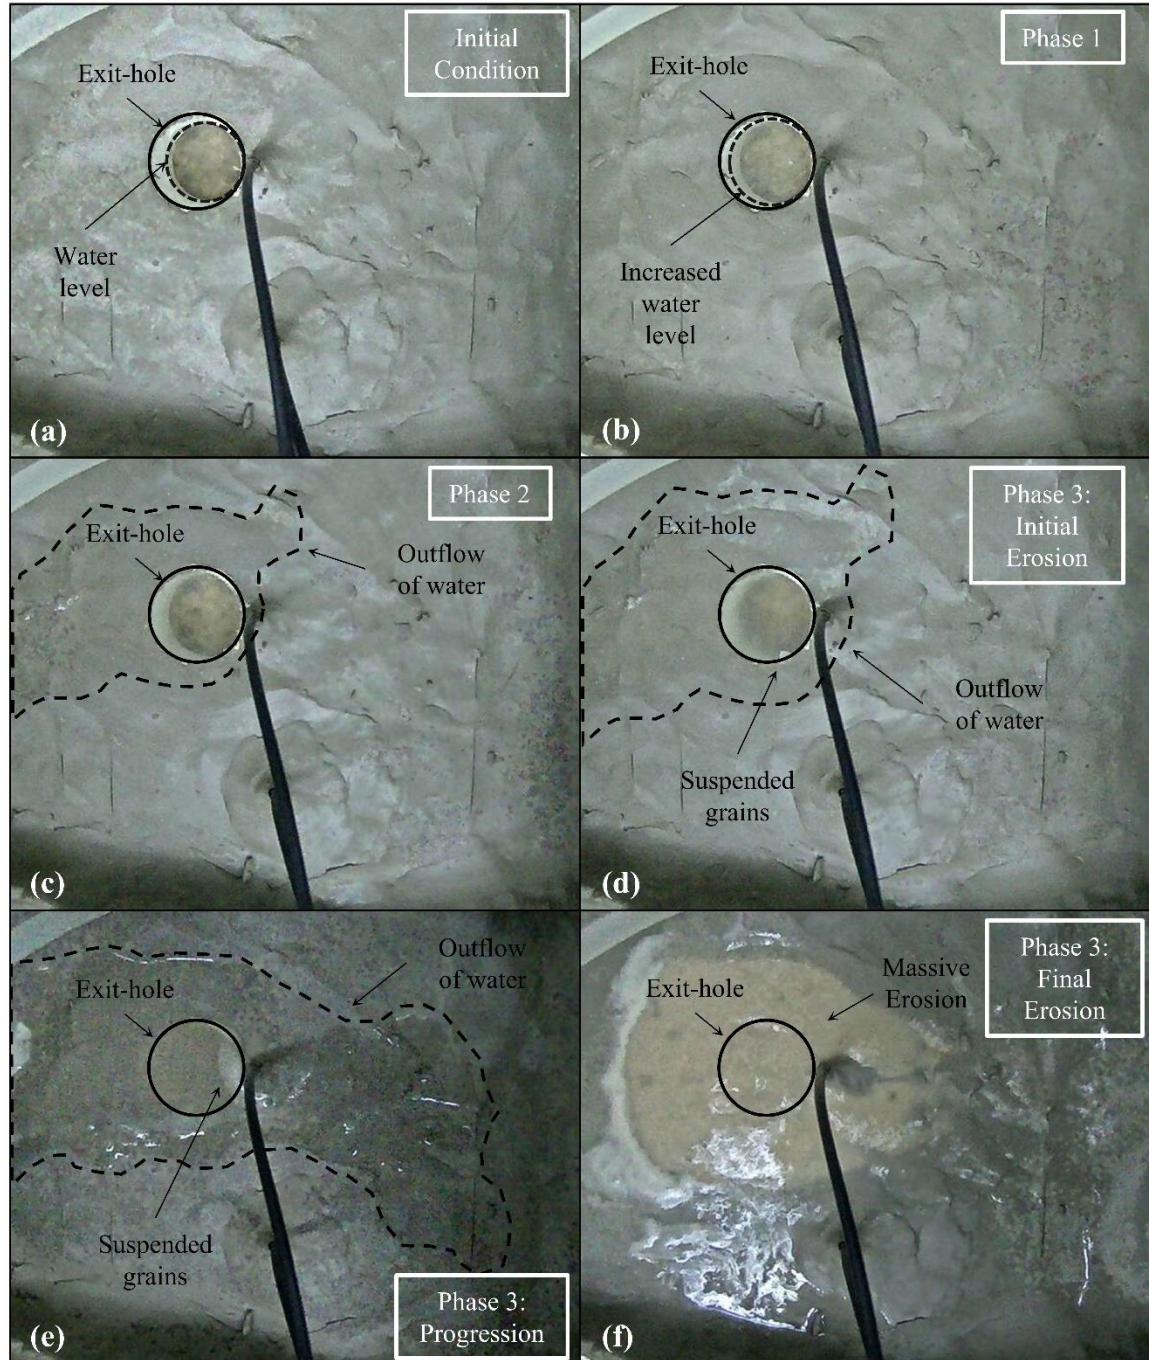 Initial
Condition
Exit-hole
Water
level
(a)
Phase 1
Exit-hole
Increased
water
level
(b)
Phase 2
Exit-hole
Outflow
of water
(c)
Phase 3:
Initial
Erosion
Exit-hole
Outflow
of water
Suspended
grains
(d)
Outflow
of water
Exit-hole
Suspended
grains
Phase 3:
Progression
(e)
Phase 3:
Final
Erosion
Massive
Erosion
Exit-hole
(f)